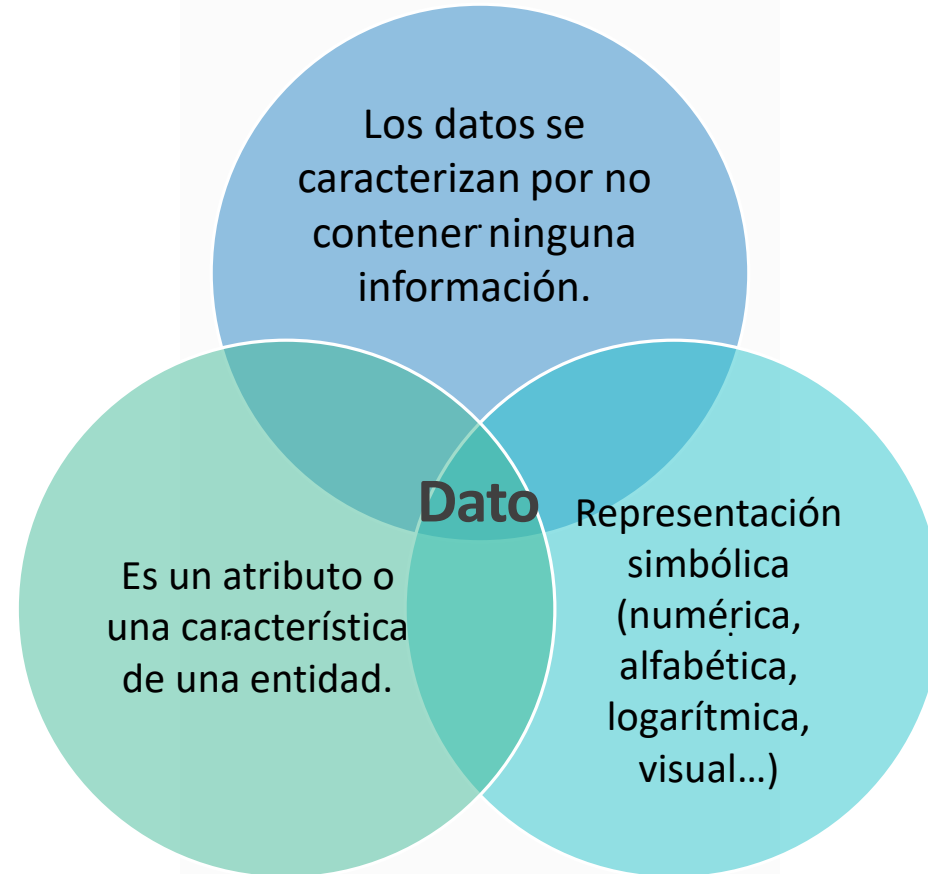 Los datos se
caracterizan por no
contener ninguna
información.
Dato
Es un atributo o
una característica
de una entidad.
Representación
simbólica
(numérica,
alfabética,
logarítmica,
visual...)